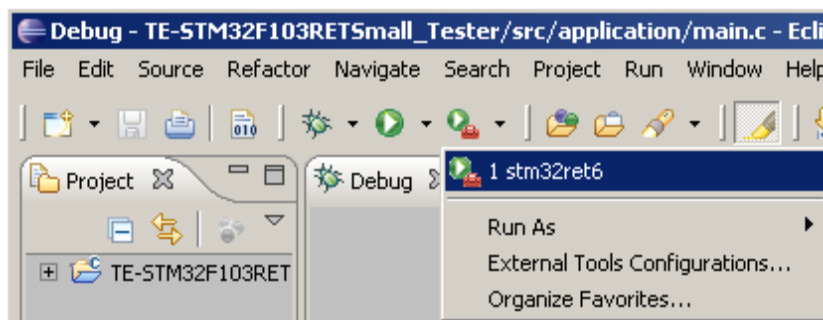 Debug - TE-STM32F103RETSmall_Tester/src/application/main.c - Ecli
File Edit Source Refactor Navigate Search Project Run Window Help
010
Project Debug
1 stm32ret6
Run As
External Tools Configurations...
Organize Favorites...
TE-STM32F103RET